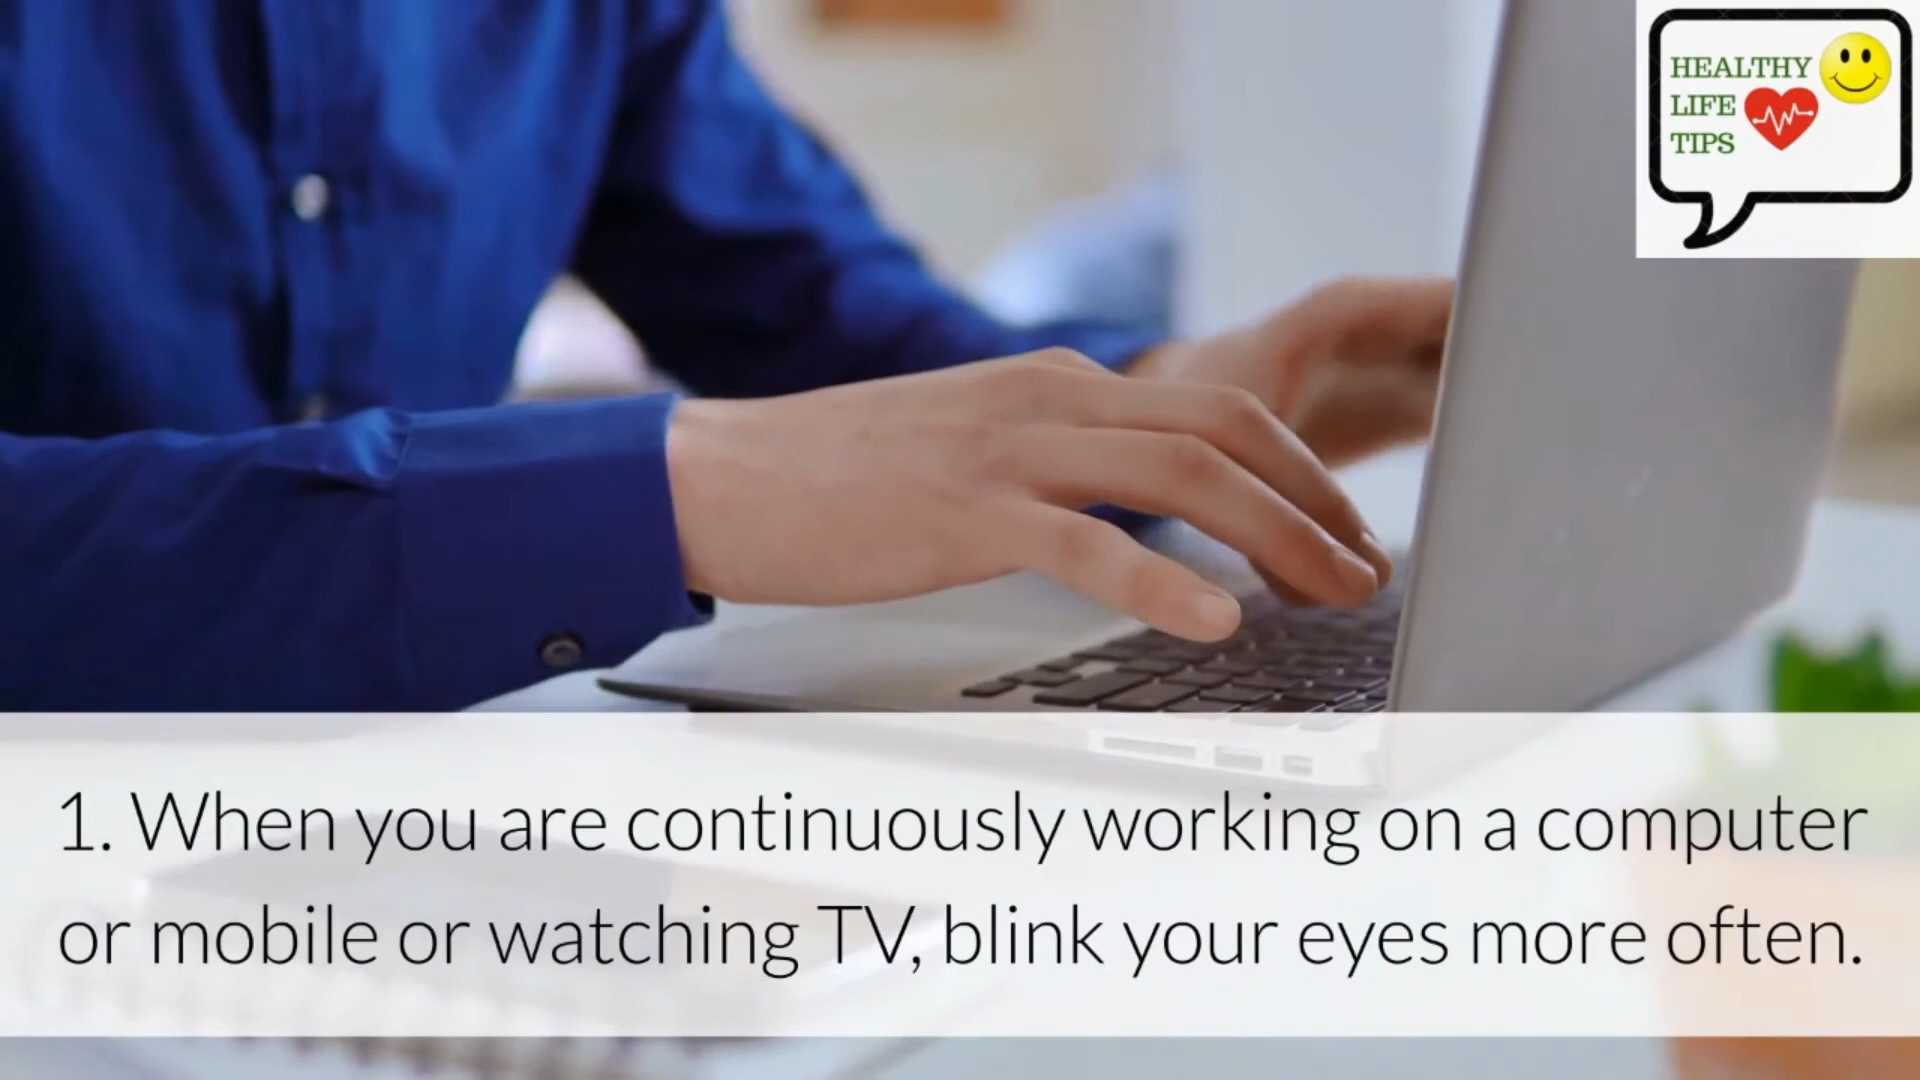 HEALTHY
LIFE
TIPS
1. When you are continuously working on a computer
or mobile or watching TV, blink your eyes more often.